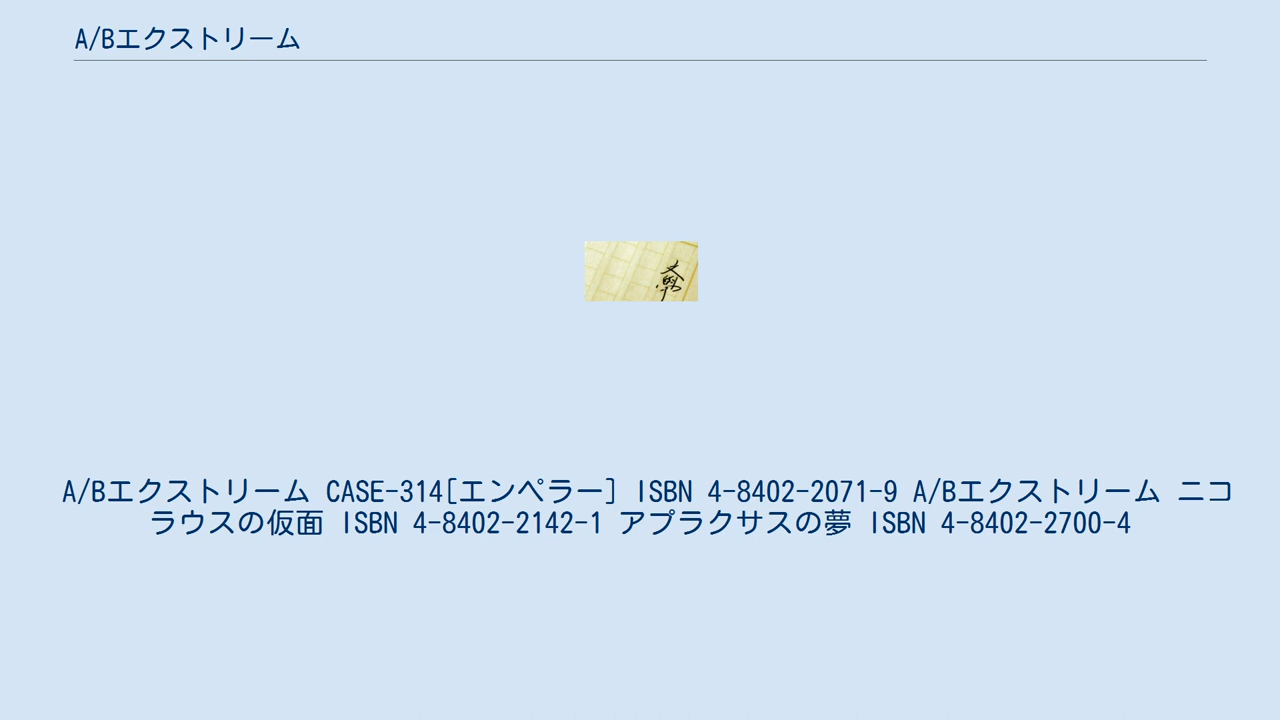 A/Bエクストリーム
A/Bエクストリーム CASE-314[エンペラー] ISBN 4-8402-2071-9 A/Bエクストリーム ニコ
ラウスの仮面 ISBN 4-8402-2142-1 アプラクサスの夢 ISBN 4-8402-2700-4